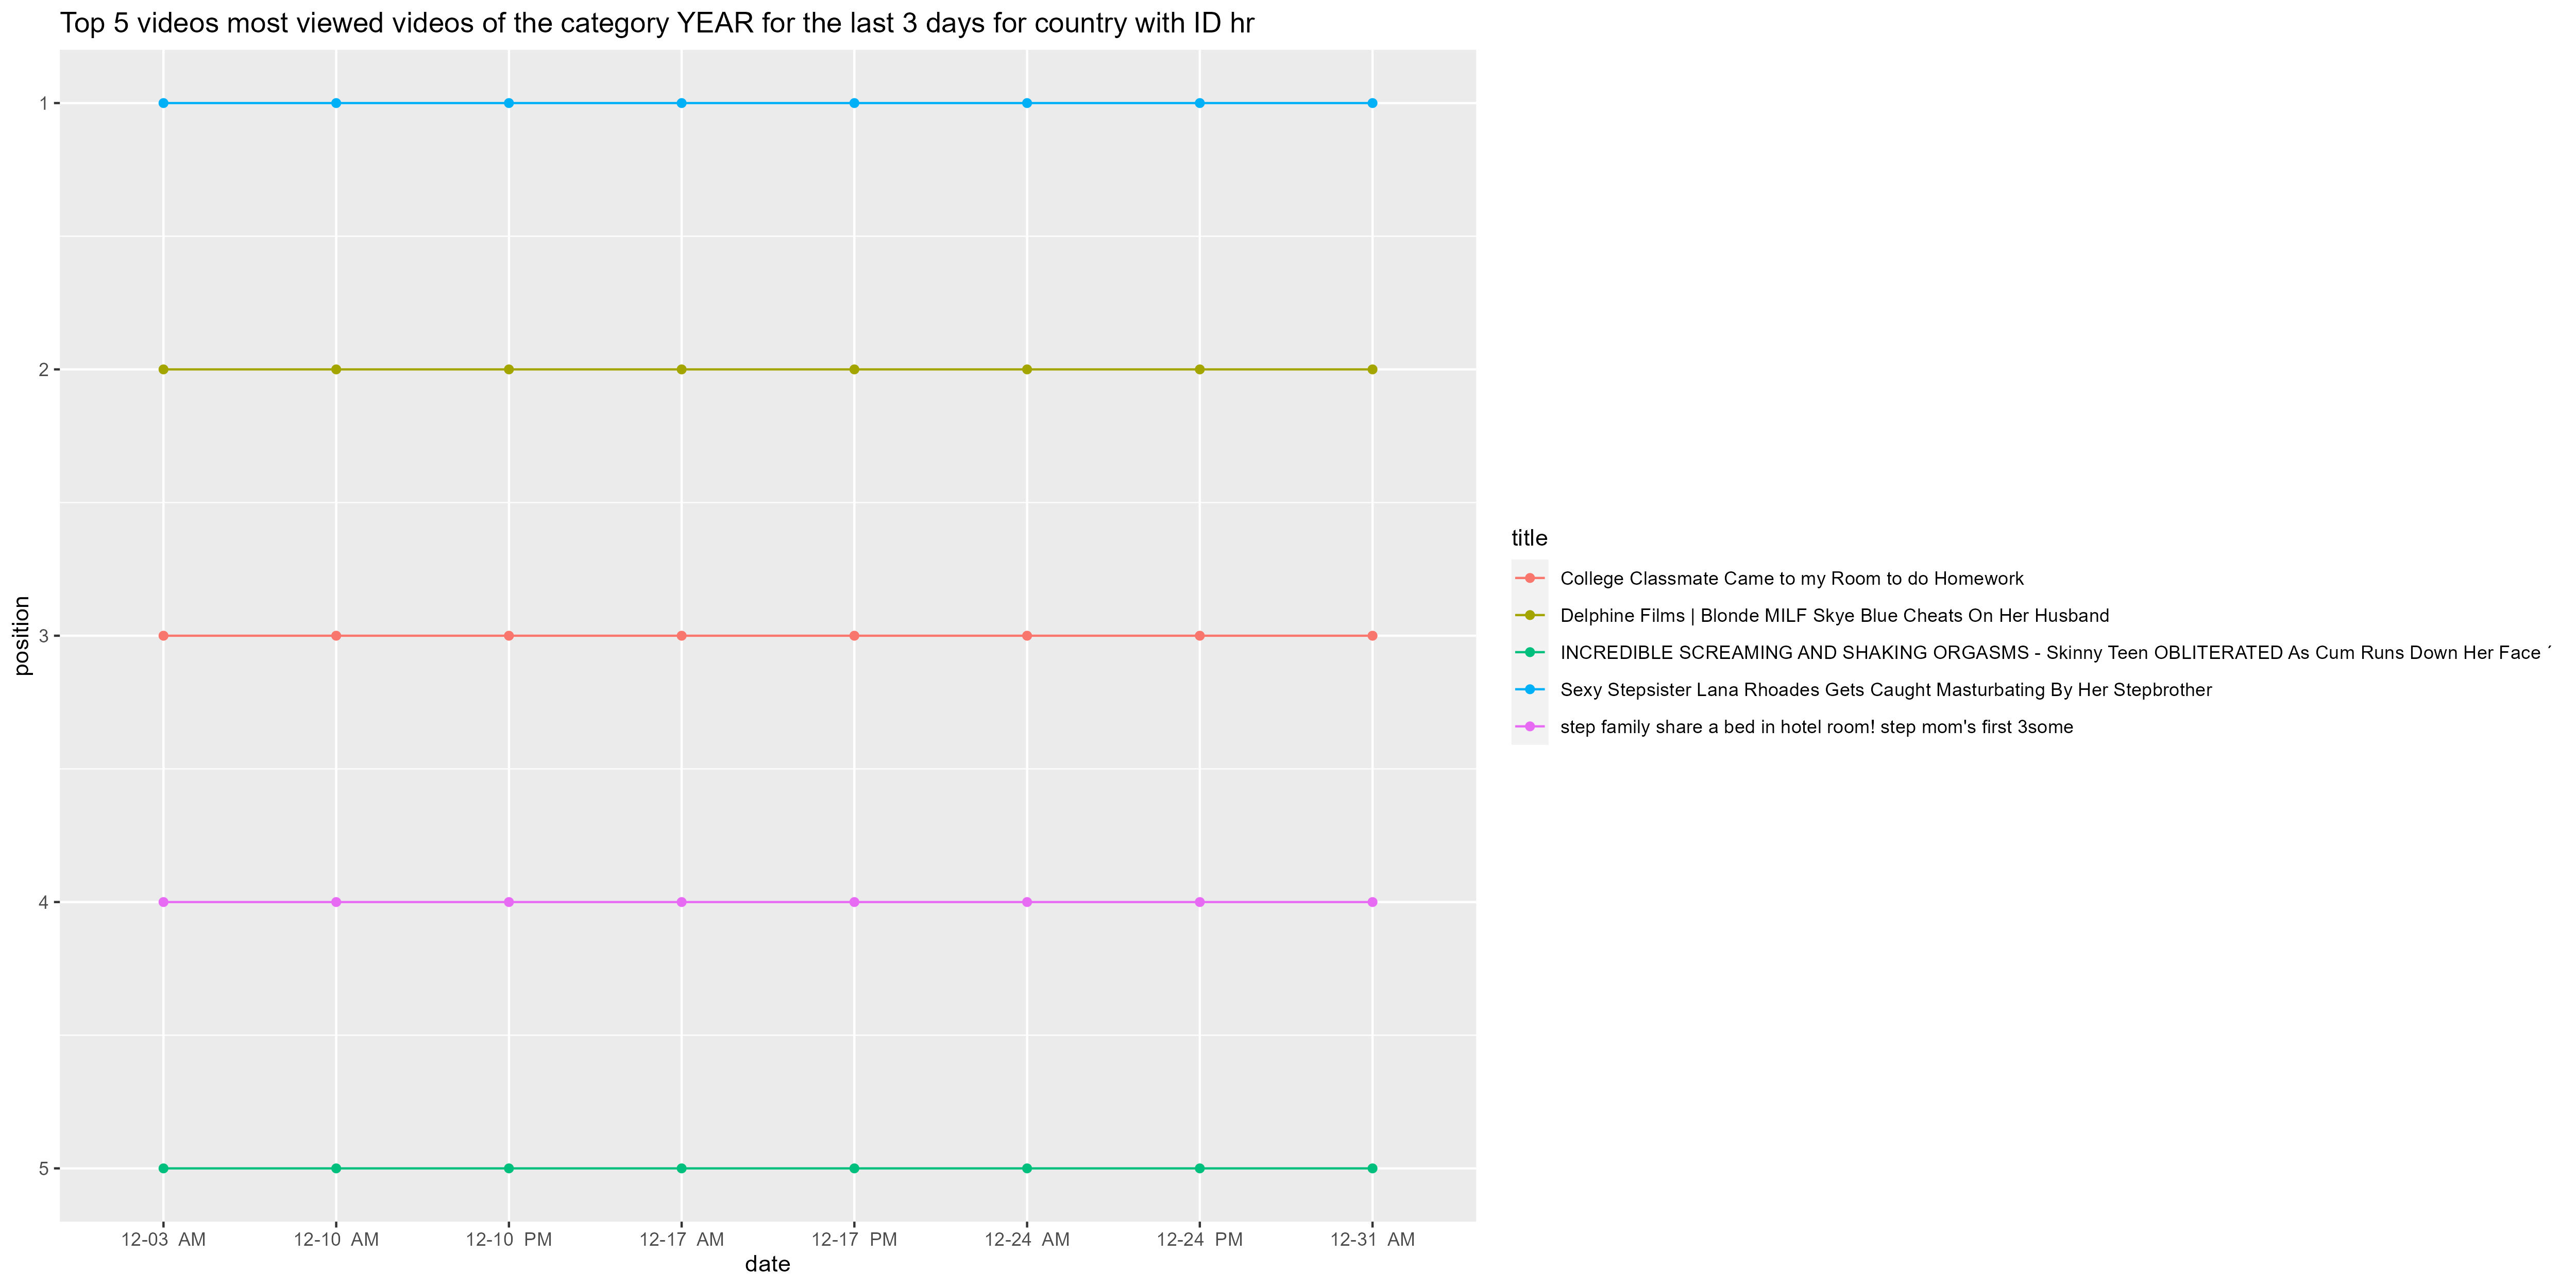 Top 5 videos most viewed videos of the category YEAR for the last 3 days for country with ID hr
position
1
2
3
4
5
12-03 AM
12-10 AM
12-10 PM
12-17 AM
12-17 PM
12-24 AM
12-24 PM
12-31 AM
date
title
College Classmate Came to my Room to do Homework
Delphine Films | Blonde MILF Skye Blue Cheats On Her Husband
INCREDIBLE SCREAMING AND SHAKING ORGASMS - Skinny Teen OBLITERATED As Cum Runs Down Her Face
Sexy Stepsister Lana Rhoades Gets Caught Masturbating By Her Stepbrother
step family share a bed in hotel room! step mom's first 3some